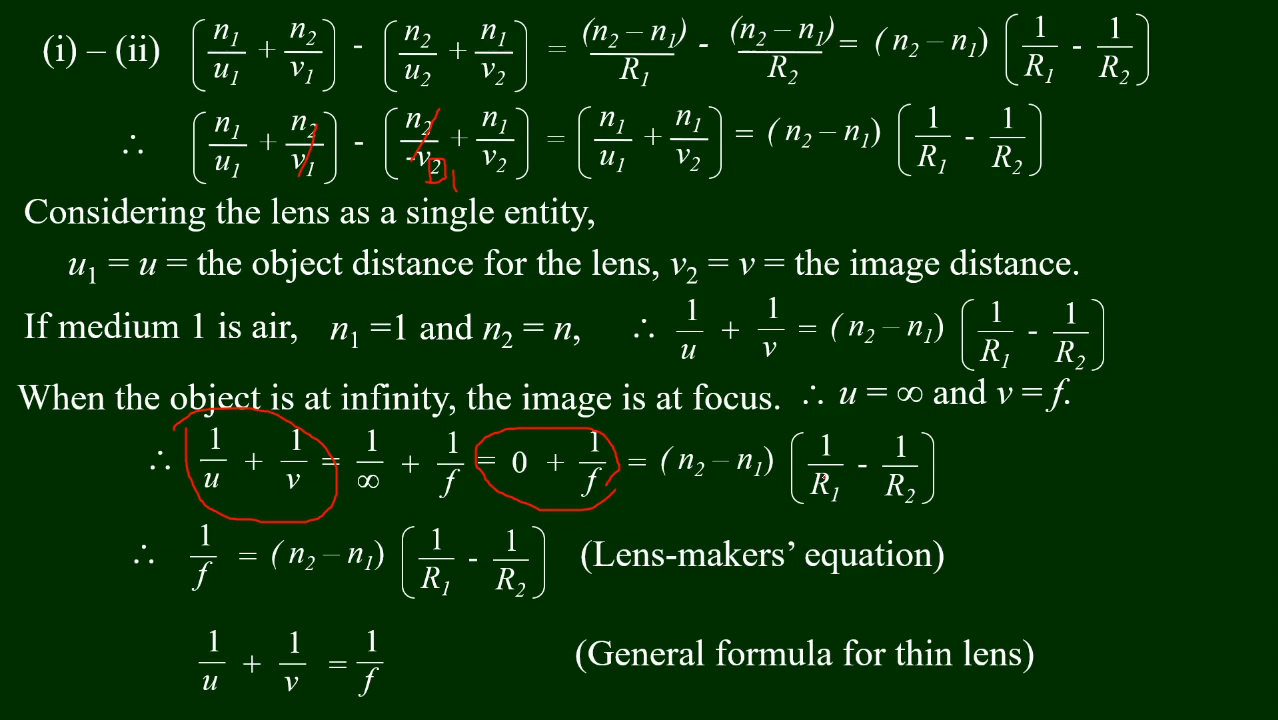 (i) – (ii) [n₁/u₁ + n₂/v₁] - [n₂/u₂ + n₁/v₂] = (n₂ – n₁)/R₁ - (n₂ – n₁)/R₂ = (n₂ – n₁) [1/R₁ - 1/R₂]
∴ [n₁/u₁ + n₂/v₁] - [n₂/-v₂ + n₁/v₂] = [n₁/u₁ + n₁/v₂] = (n₂ – n₁) [1/R₁ - 1/R₂]
1
Considering the lens as a single entity,
u₁ = u = the object distance for the lens, v₂ = v = the image distance.
If medium 1 is air, n₁ =1 and n₂ = n, ∴ 1/u + 1/v = (n₂ – n₁) [1/R₁ - 1/R₂]
When the object is at infinity, the image is at focus. ∴ u = ∞ and v = f.
∴ 1/u + 1/v = 1/∞ + 1/f = 0 + 1/f = (n₂ – n₁) [1/R₁ - 1/R₂]
∴ 1/f = (n₂ – n₁) [1/R₁ - 1/R₂] (Lens-makers’ equation)
1/u + 1/v = 1/f (General formula for thin lens)